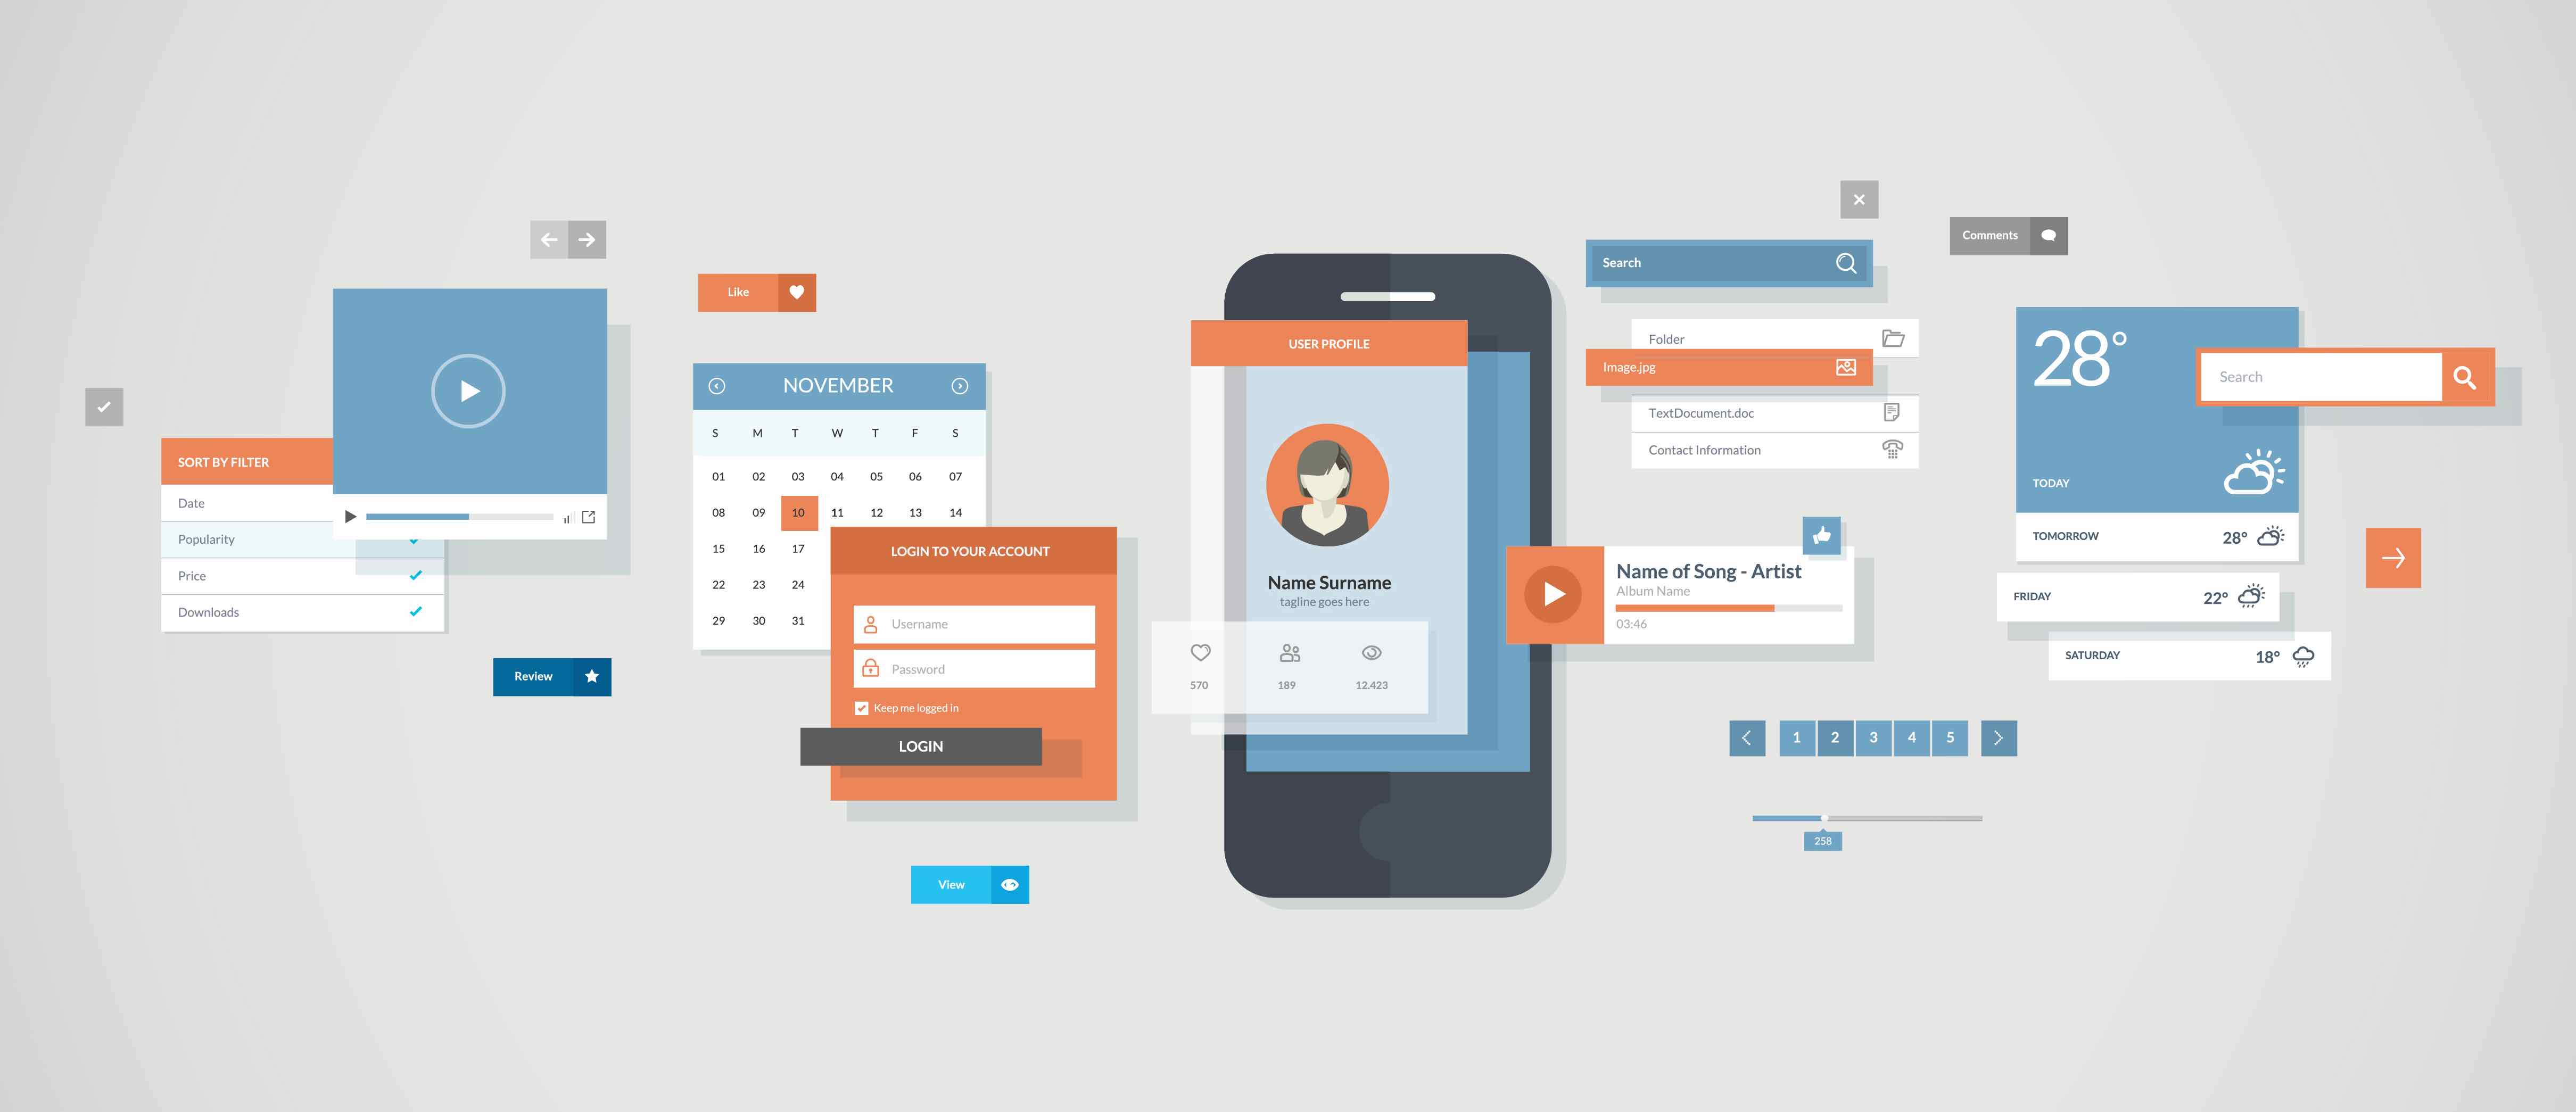 SORT BY FILTER
Date
Popularity
Price
Downloads
Review
Like
NOVEMBER
S M T W T F S
01 02 03 04 05 06 07
08 09 10 11 12 13 14
15 16 17
22 23 24
29 30 31
LOGIN TO YOUR ACCOUNT
Username
Password
Keep me logged in
LOGIN
View
USER PROFILE
Name Surname
tagline goes here
570 189 12.423
Search
Folder
Image.jpg
TextDocument.doc
Contact Information
Name of Song - Artist
Album Name
03:46
1 2 3 4 5
258
Comments
28°
Search
TODAY
TOMORROW 28°
FRIDAY 22°
SATURDAY 18°